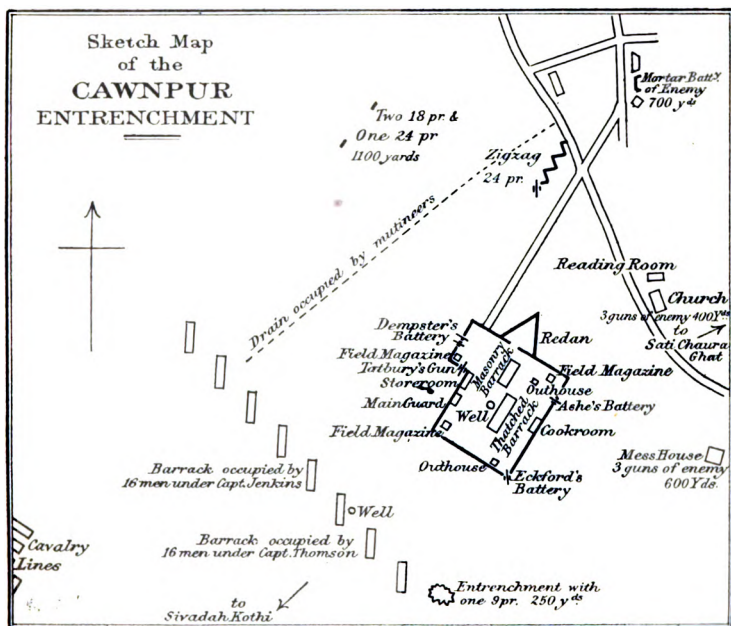 Sketch Map
of the
CAWNPUR
ENTRENCHMENT
Two 18 pr. &
One 24 pr
1100 yards
Mortar Batty.
of Enemy
700 yds
Zigzag
24 pr.
Drain occupied by mutineers
Reading Room
Church
3 guns of enemy 400 Yds
to
Sati Chaura
Ghat
Dempster's
Battery
Redan
Field Magazine
Tatbury's Gun
Storeroom
Main Guard
Field Magazine
Masonry
Barrack
Well
Thatched
Barrack
Field Magazine
Outhouse
Ashe's Battery
Cookroom
Outhouse
Eckford's
Battery
Mess House
3 guns of enemy
600 Yds.
Barrack occupied by
16 men under Capt. Jenkins
Well
Barrack occupied by
16 men under Capt. Thomson
Cavalry
Lines
to
Sivadah Kothi
Entrenchment with
one 9pr. 250 yds